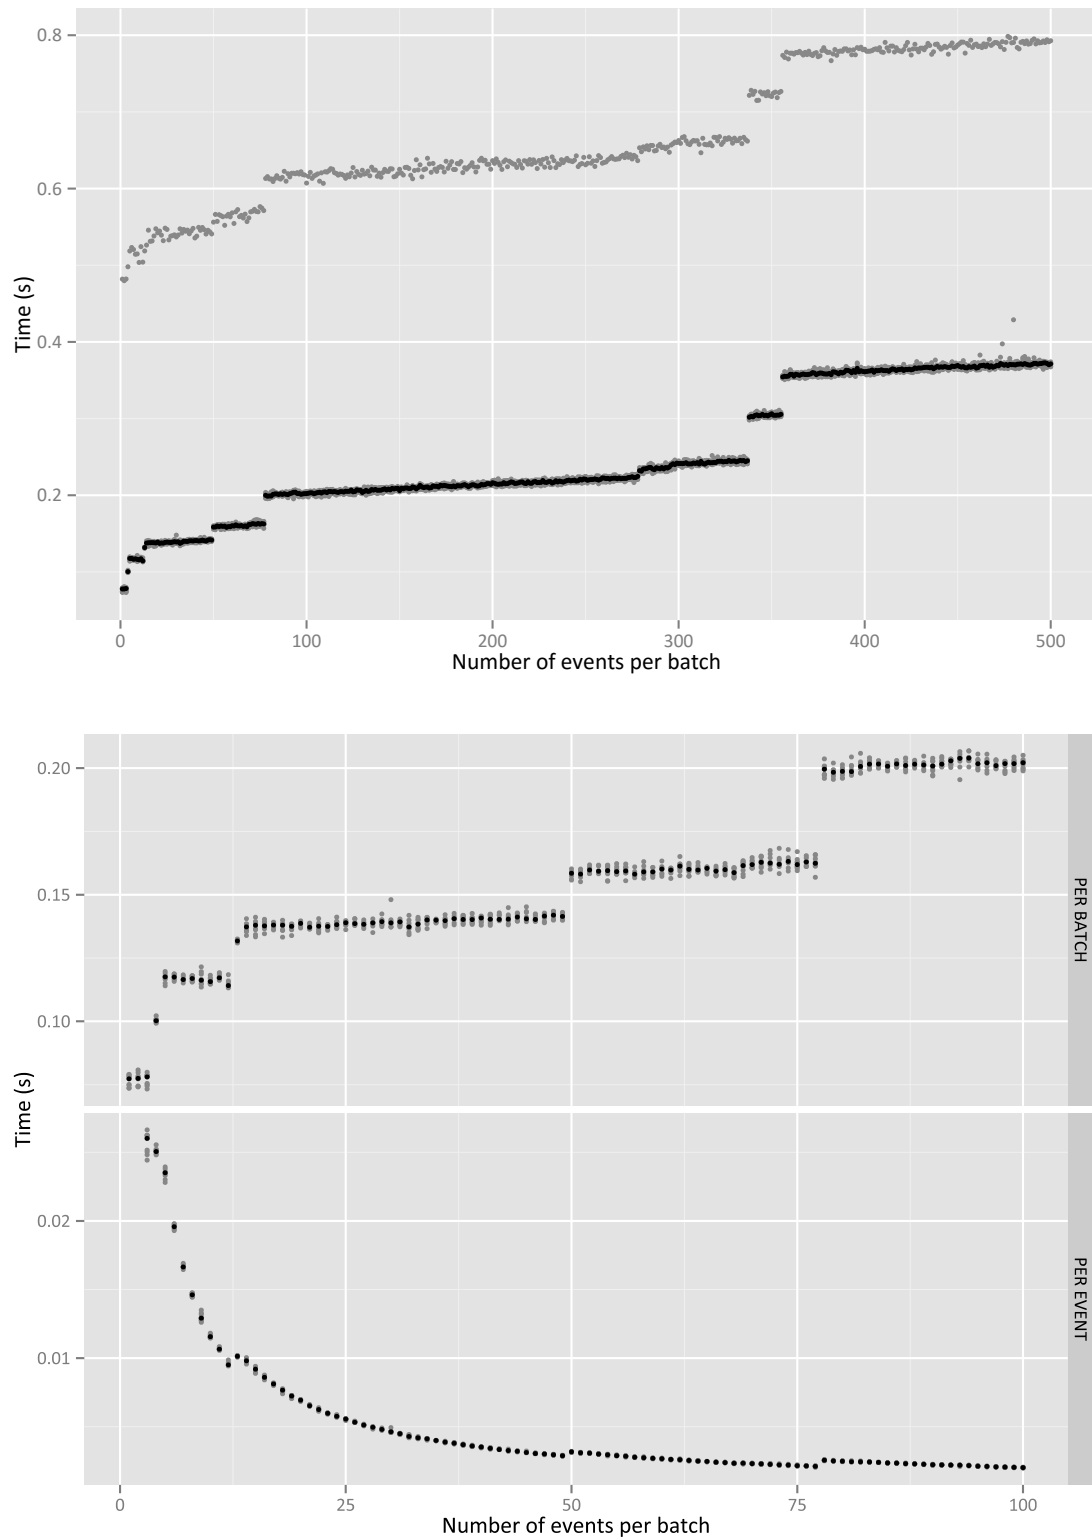 0.8
0.6
0.4
0.2
Time (s)
0 100 200 300 400 500
Number of events per batch
0.20
0.15
0.10
PER BATCH
Time (s)
0.02
0.01
PER EVENT
0 25 50 75 100
Number of events per batch